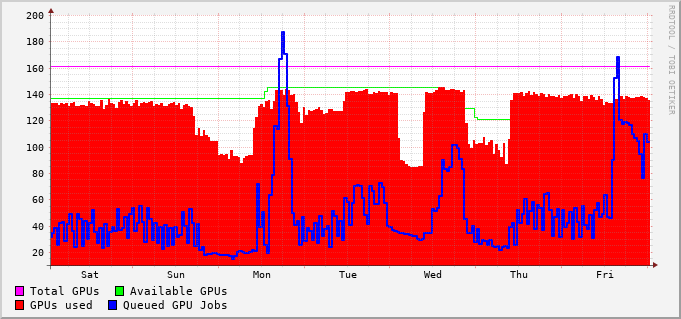 200
180
160
140
120
100
80
60
40
20
Sat Sun Mon Tue Wed Thu Fri
Total GPUs Available GPUs
GPUs used Queued GPU Jobs
RRDTOOL / TOBI OETIKER